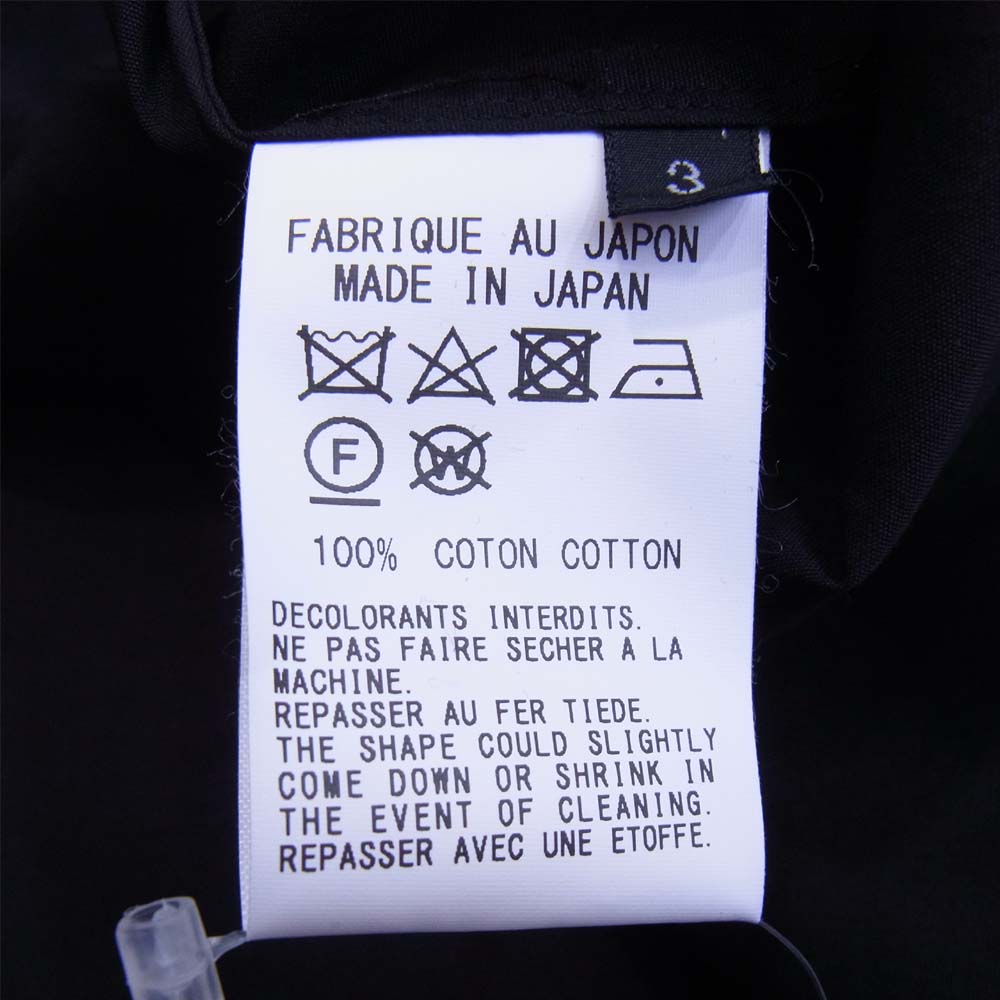 3
FABRIQUE AU JAPON
MADE IN JAPAN
F W
100% COTON COTTON
DECOLORANTS INTERDITS.
NE PAS FAIRE SECHER A LA
MACHINE.
REPASSER AU FER TIEDE.
THE SHAPE COULD SLIGHTLY
COME DOWN OR SHRINK IN
THE EVENT OF CLEANING.
REPASSER AVEC UNE ETOFFE.